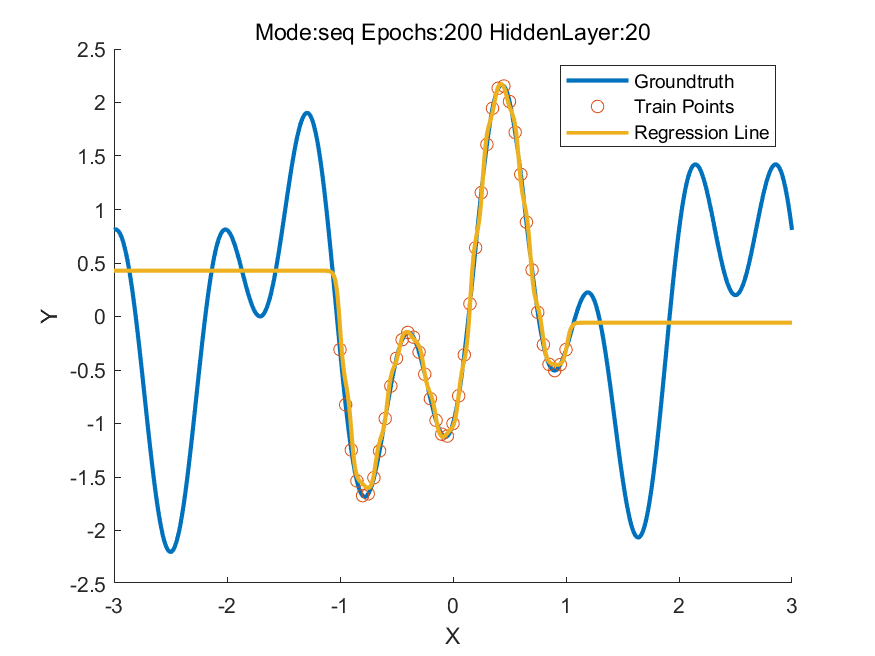 Mode:seq Epochs:200 HiddenLayer:20
2.5
2
1.5
1
0.5
0
-0.5
-1
-1.5
-2
-2.5
Y
Groundtruth
Train Points
Regression Line
-3 -2 -1 0 1 2 3
X